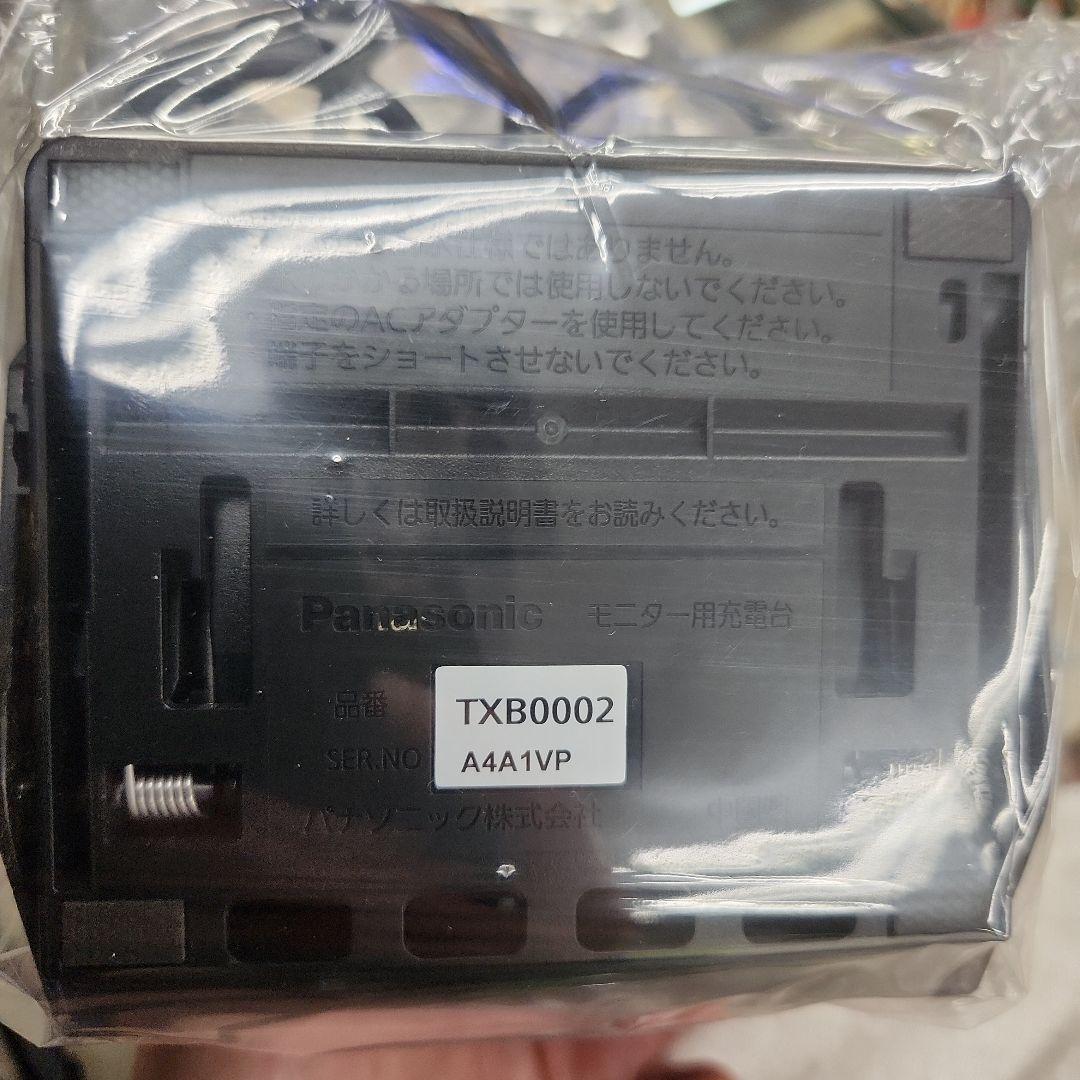 仕様ではありません。
かかる場所では使用しないでください。
のACアダプターを使用してください。
端子をショートさせないでください。
詳しくは取扱説明書をお読みください。
Panasonic モニター用充電台
品番 TXB0002
SER.NO A4A1VP
パナソニック株式会社